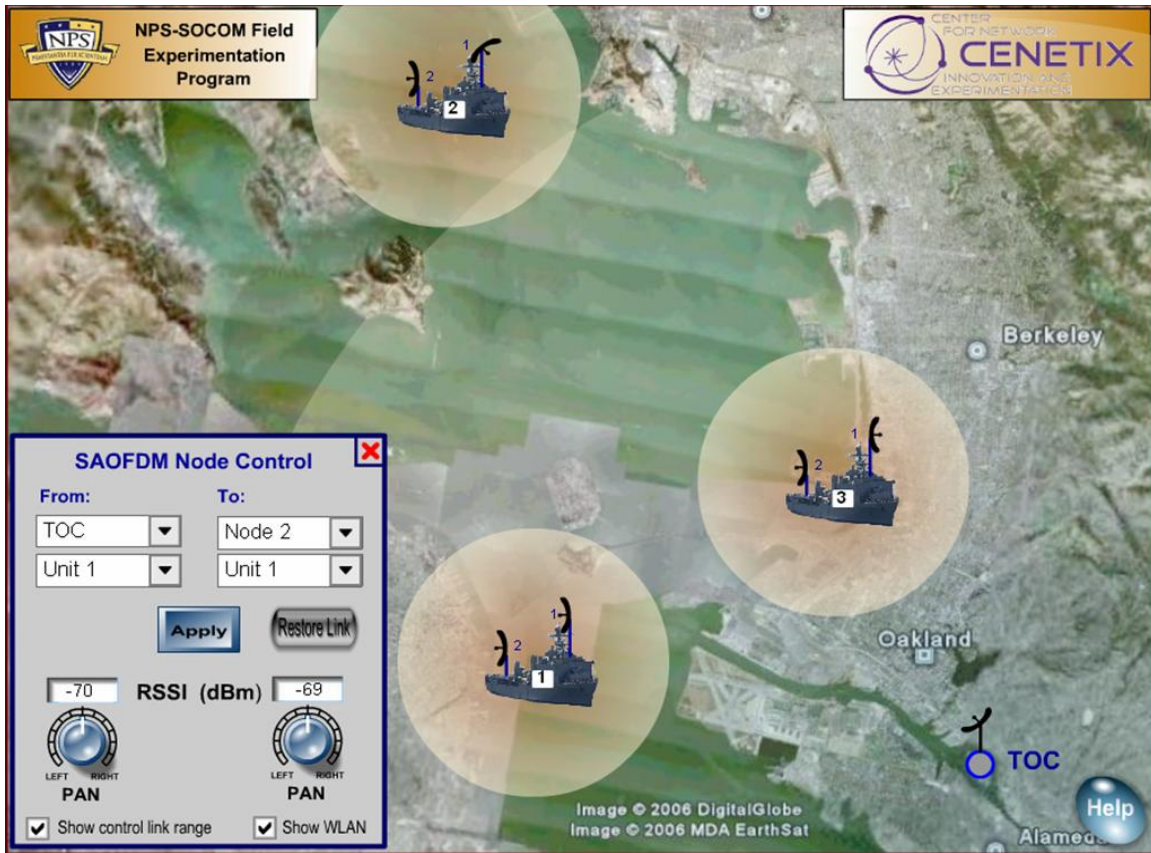 NPS-SOCOM Field
Experimentation
Program
NPS
CENTER
FOR NETWORK
CENETIX
INNOVATION AND
EXPERIMENTATION
1
2
2
Berkeley
1
2
3
SAOFDM Node Control
From:
To:
TOC
Node 2
Unit 1
Unit 1
Apply
Restore Link
1
2
1
Oakland
-70
RSSI (dBm)
-69
LEFT
RIGHT
LEFT
RIGHT
PAN
PAN
TOC
Show control link range
Show WLAN
Image © 2006 DigitalGlobe
Image © 2006 MDA EarthSat
Help
Alameda